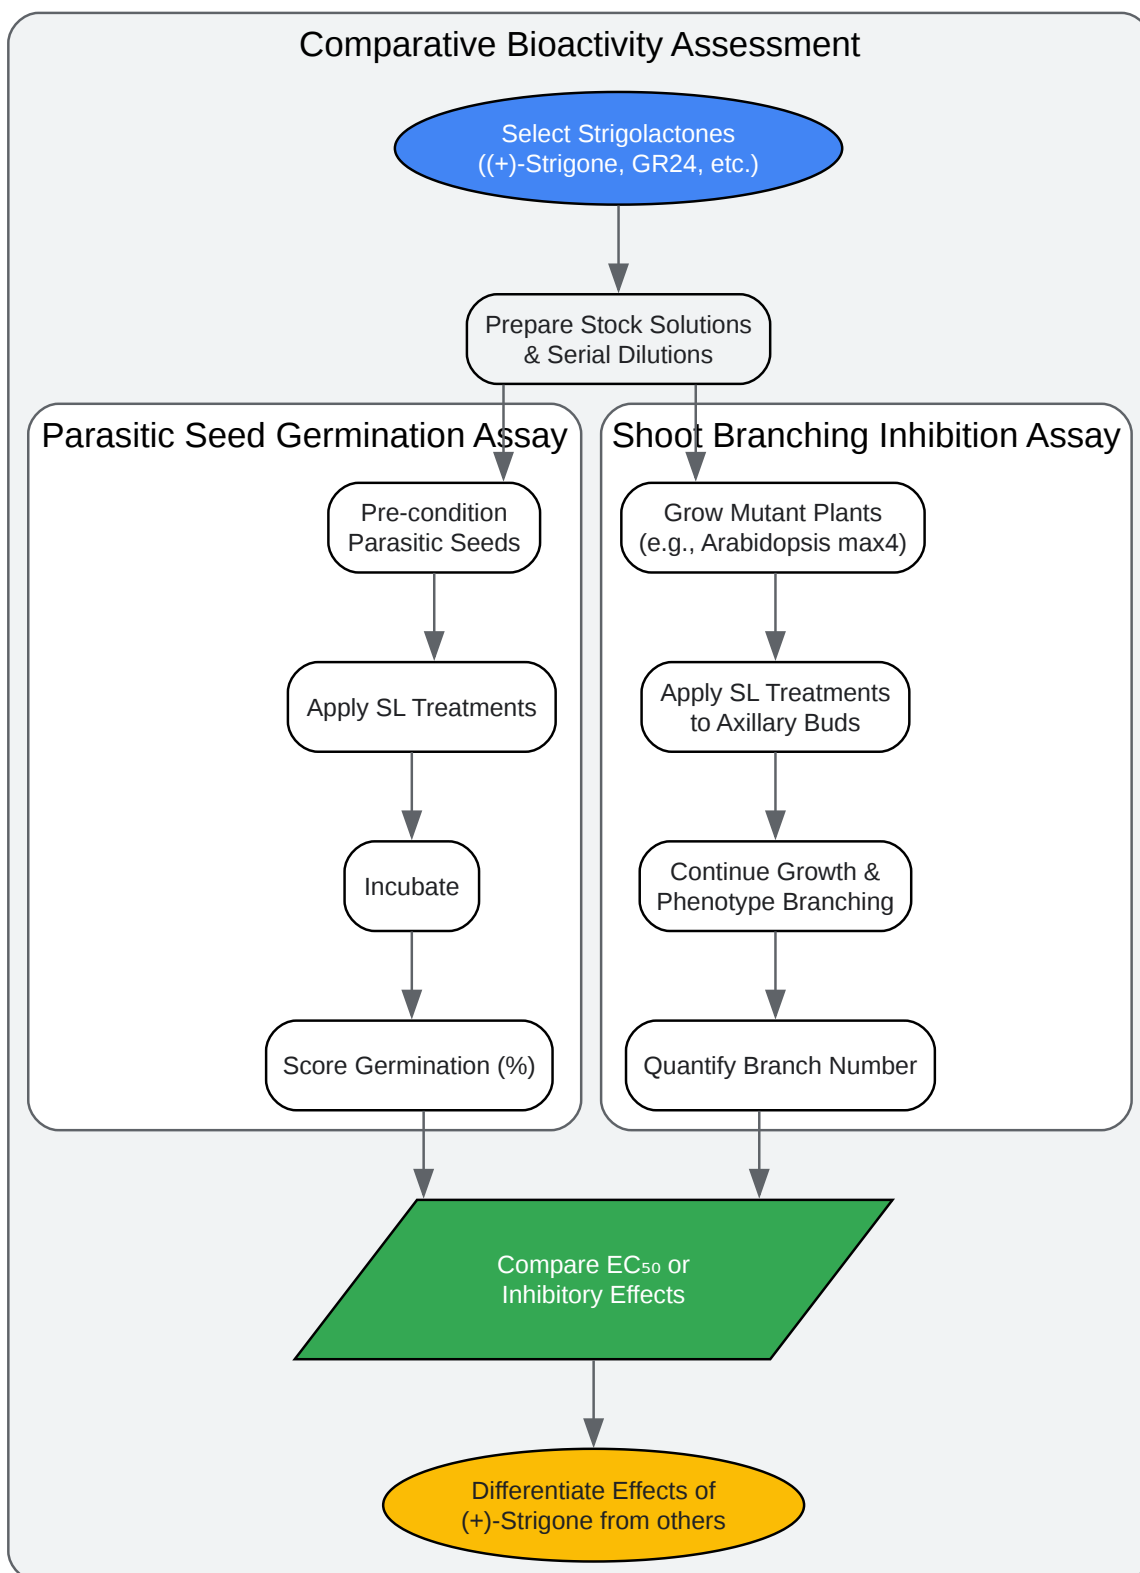 Comparative Bioactivity Assessment
Select Strigolactones
((+)-Strigone, GR24, etc.)
Prepare Stock Solutions
& Serial Dilutions
Parasitic Seed Germination Assay
Pre-condition
Parasitic Seeds
Apply SL Treatments
Incubate
Score Germination (%)
Shoot Branching Inhibition Assay
Grow Mutant Plants
(e.g., Arabidopsis max4)
Apply SL Treatments
to Axillary Buds
Continue Growth &
Phenotype Branching
Quantify Branch Number
Compare EC₅₀ or
Inhibitory Effects
Differentiate Effects of
(+)-Strigone from others